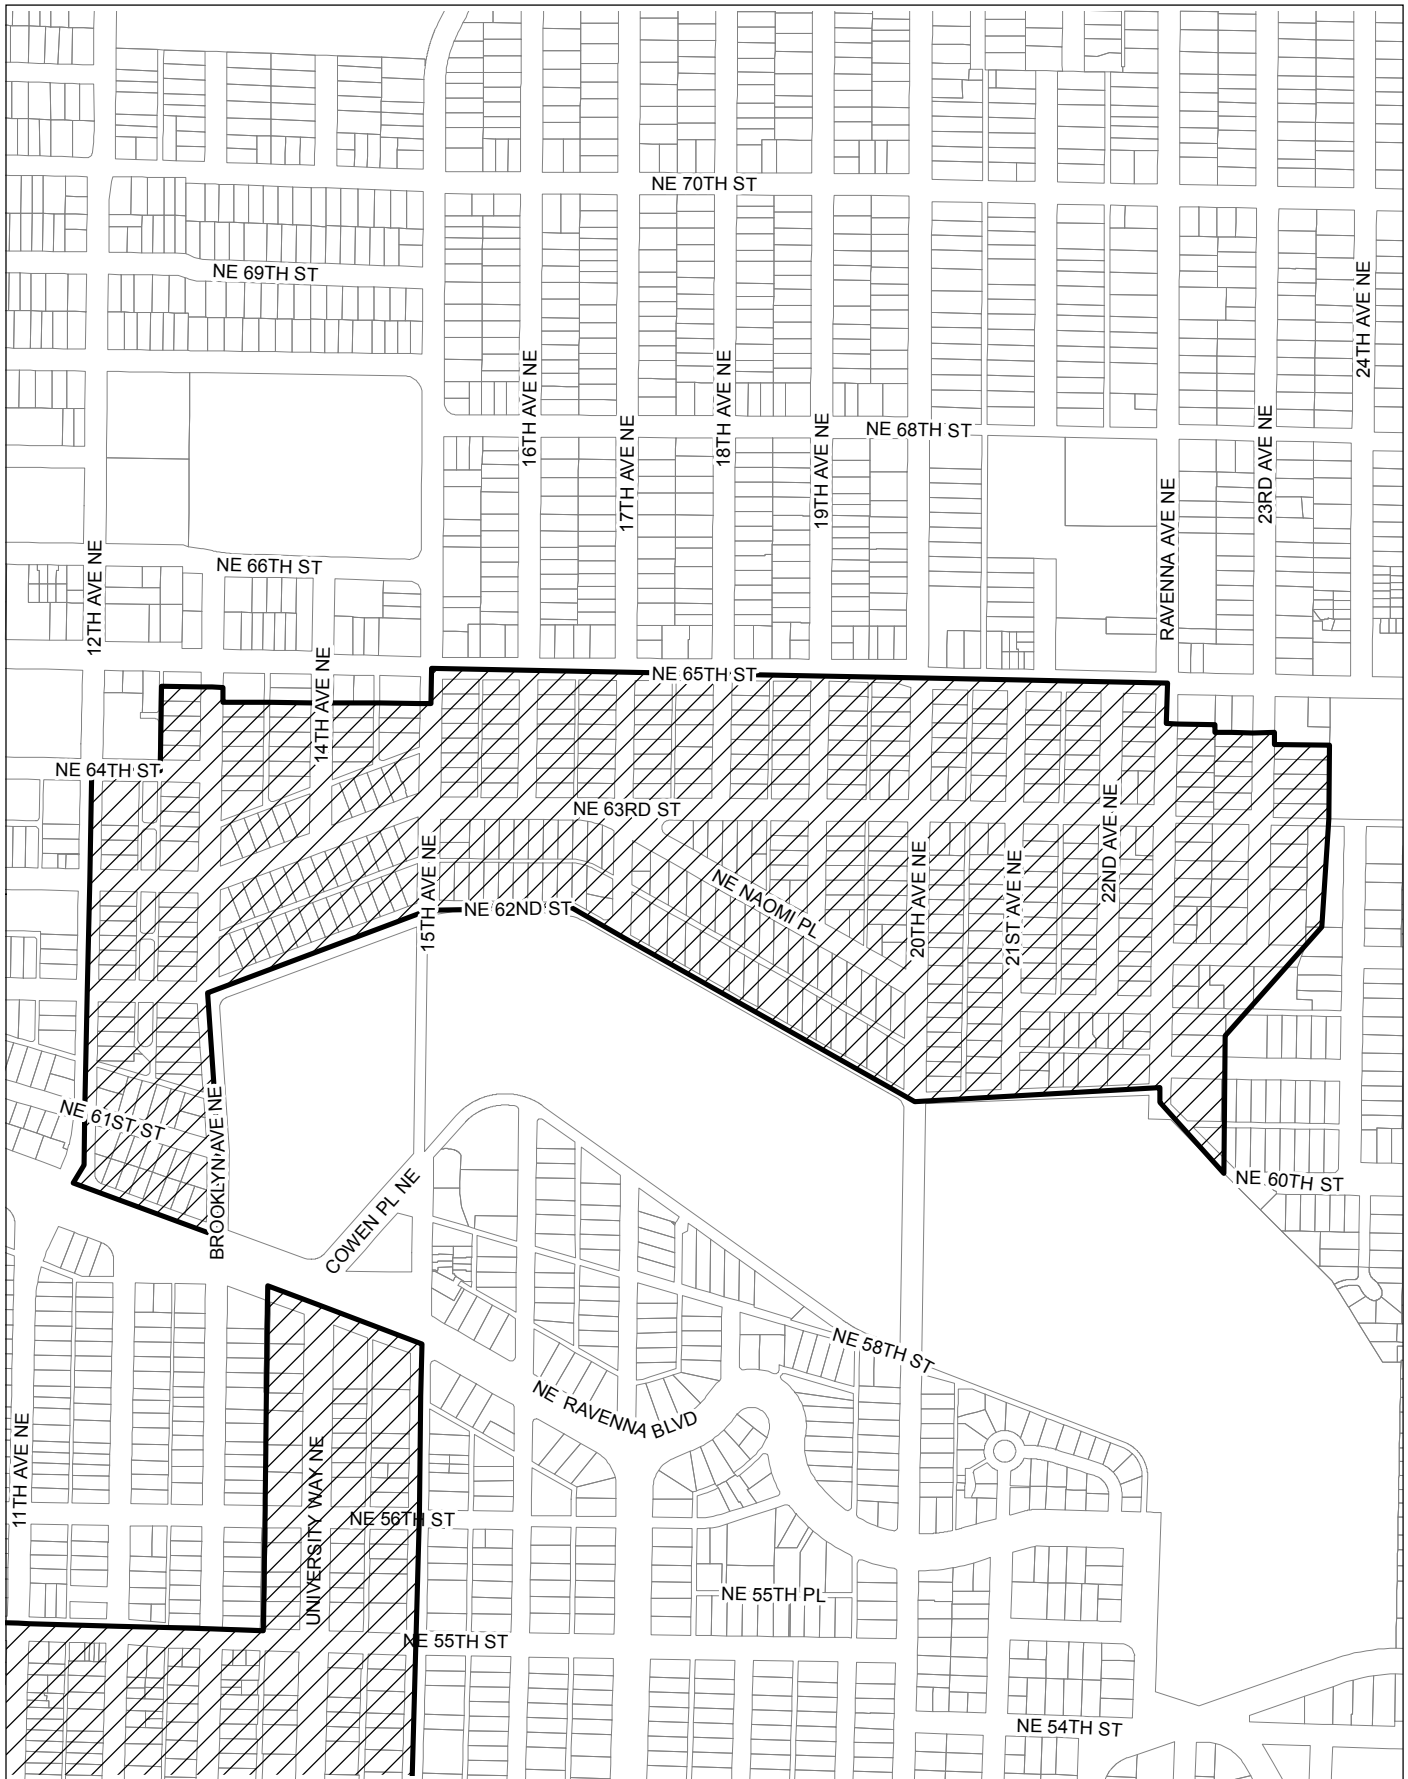 NE 70TH ST
NE 69TH ST
24TH AVE NE
16TH AVE NE
18TH AVE NE
17TH AVE NE
19TH AVE NE
NE 68TH ST
23RD AVE NE
RAVENNA AVE NE
12TH AVE NE
NE 66TH ST
14TH AVE NE
NE 65TH ST
NE 64TH ST
22ND AVE NE
NE 63RD ST
15TH AVE NE
NE 62ND ST
NE NAOMI PL
20TH AVE NE
21ST AVE NE
NE 61ST ST
BROOKLYN AVE NE
COWEN PL NE
NE 60TH ST
NE 58TH ST
NE RAVENNA BLVD
11TH AVE NE
UNIVERSITY WAY NE
NE 56TH ST
NE 55TH PL
NE 55TH ST
NE 54TH ST